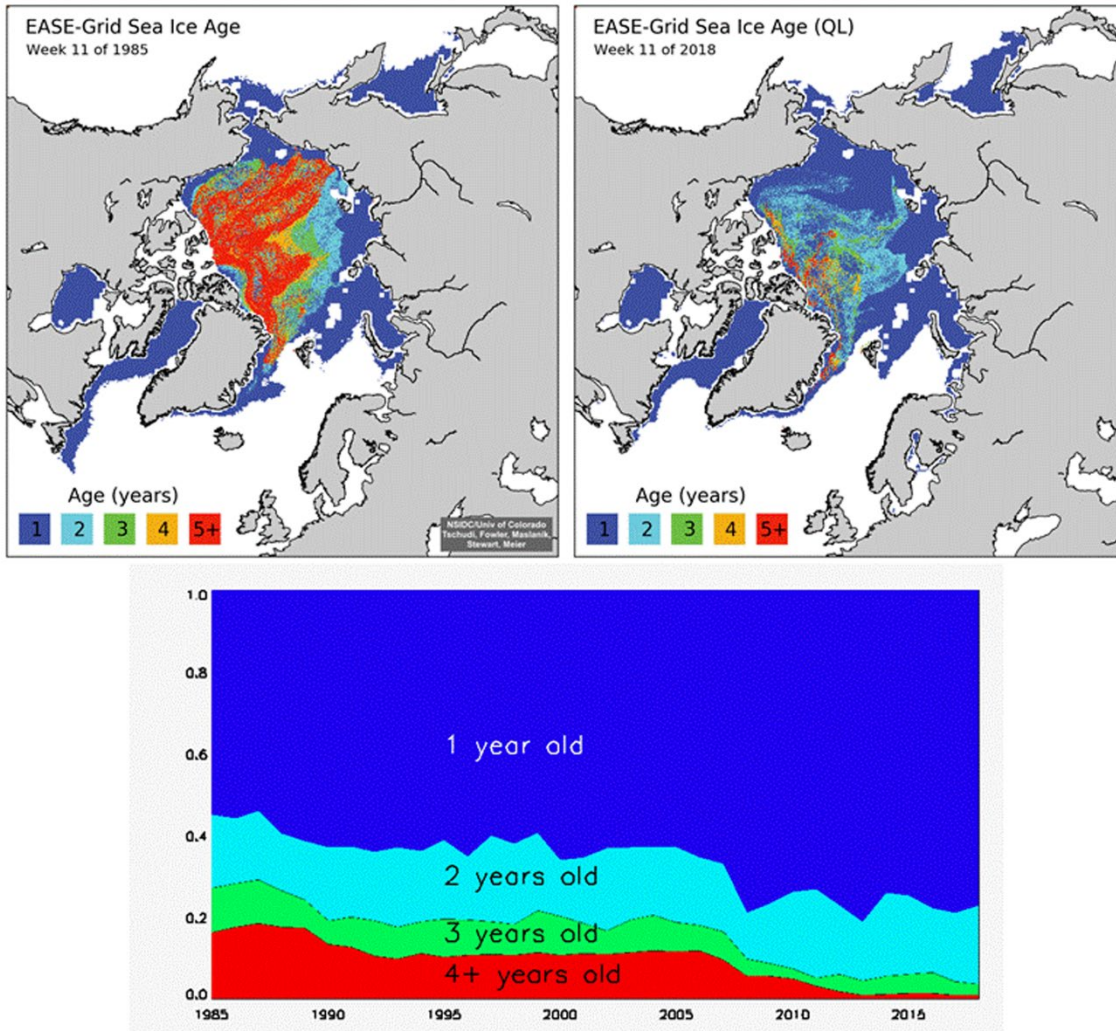 EASE-Grid Sea Ice Age
Week 11 of 1985
Age (years)
1 2 3 4 5+
NSIDC/Univ of Colorado
Tschudi, Fowler, Maslanik,
Stewart, Meier
EASE-Grid Sea Ice Age (QL)
Week 11 of 2018
Age (years)
1 2 3 4 5+
1.0
0.8
0.6
0.4
0.2
0.0
1 year old
2 years old
3 years old
4+ years old
1985 1990 1995 2000 2005 2010 2015